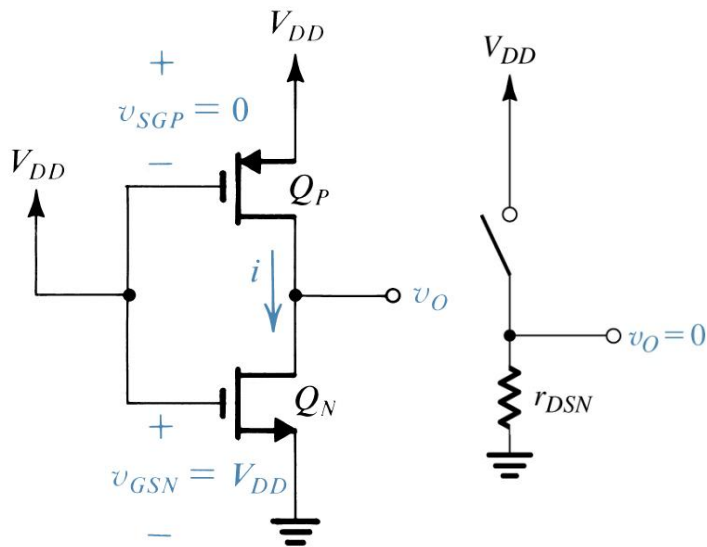 V_DD
+
v_SGP = 0
−
V_DD
Q_P
i
v_O
Q_N
+
v_GSN = V_DD
−
V_DD
v_O = 0
r_DSN